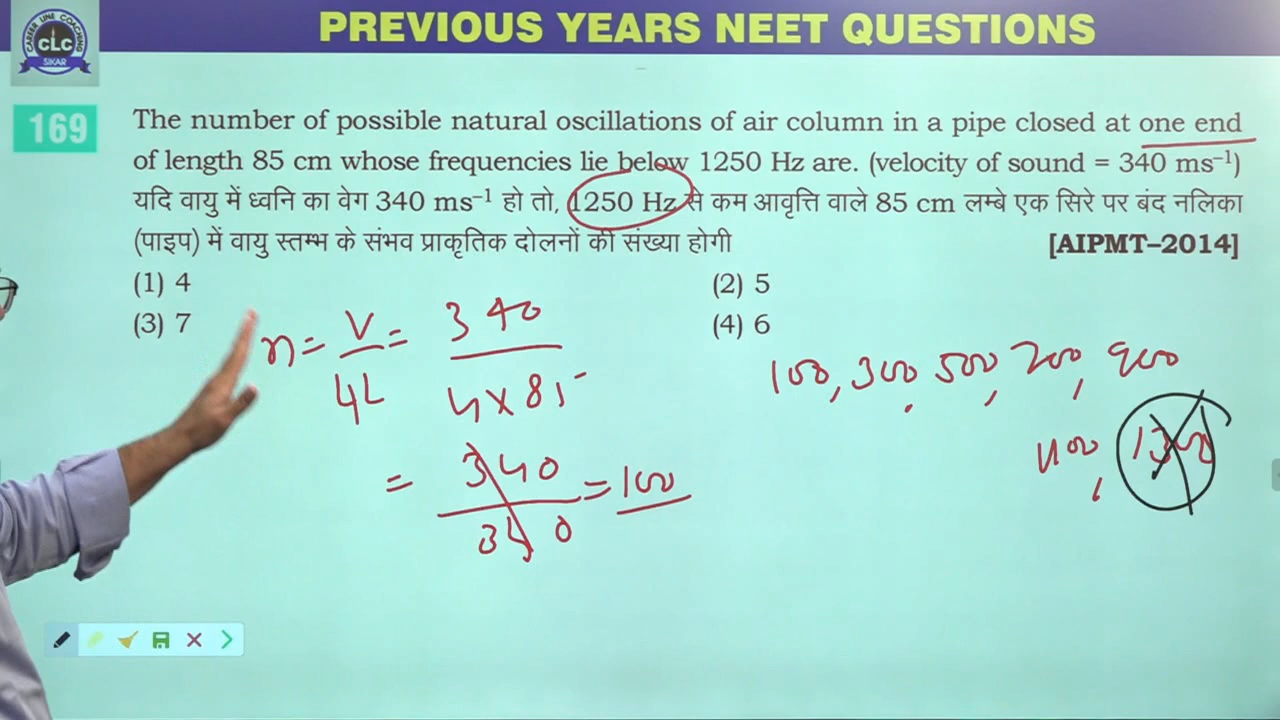 PREVIOUS YEARS NEET QUESTIONS
CAREER LINE COACHING
CLC
SIKAR
169
The number of possible natural oscillations of air column in a pipe closed at one end
of length 85 cm whose frequencies lie below 1250 Hz are. (velocity of sound = 340 ms⁻¹)
यदि वायु में ध्वनि का वेग 340 ms⁻¹ हो तो, 1250 Hz से कम आवृत्ति वाले 85 cm लम्बे एक सिरे पर बंद नलिका
(पाइप) में वायु स्तम्भ के संभव प्राकृतिक दोलनों की संख्या होगी [AIPMT–2014]
(1) 4 (2) 5
(3) 7 (4) 6
n = V/4L = 340/4×85
= 340/340 = 100
100, 300, 500, 700, 900
1100, 1300